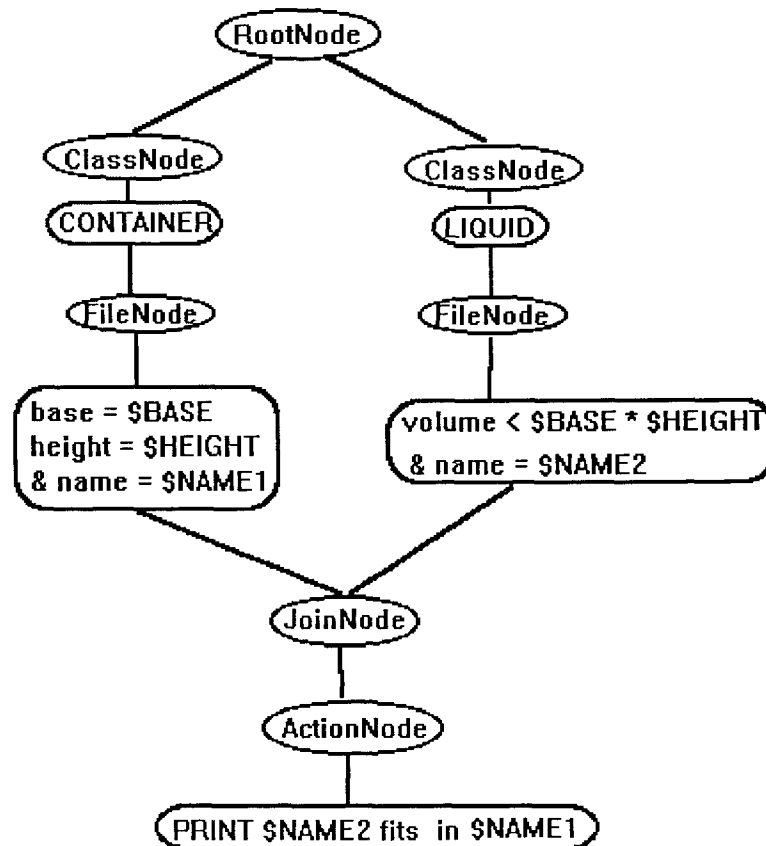 RootNode
ClassNode
ClassNode
CONTAINER
LIQUID
FileNode
FileNode
base = $BASE
height = $HEIGHT
& name = $NAME1
volume < $BASE * $HEIGHT
& name = $NAME2
JoinNode
ActionNode
PRINT $NAME2 fits in $NAME1